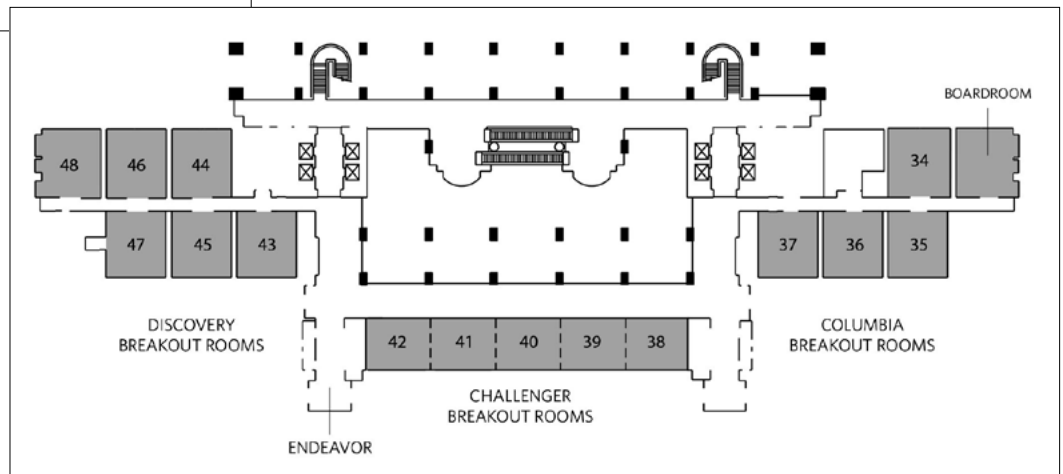 BOARDROOM
48
46
44
34
47
45
43
37
36
35
DISCOVERY
BREAKOUT ROOMS
COLUMBIA
BREAKOUT ROOMS
42
41
40
39
38
CHALLENGER
BREAKOUT ROOMS
ENDEAVOR